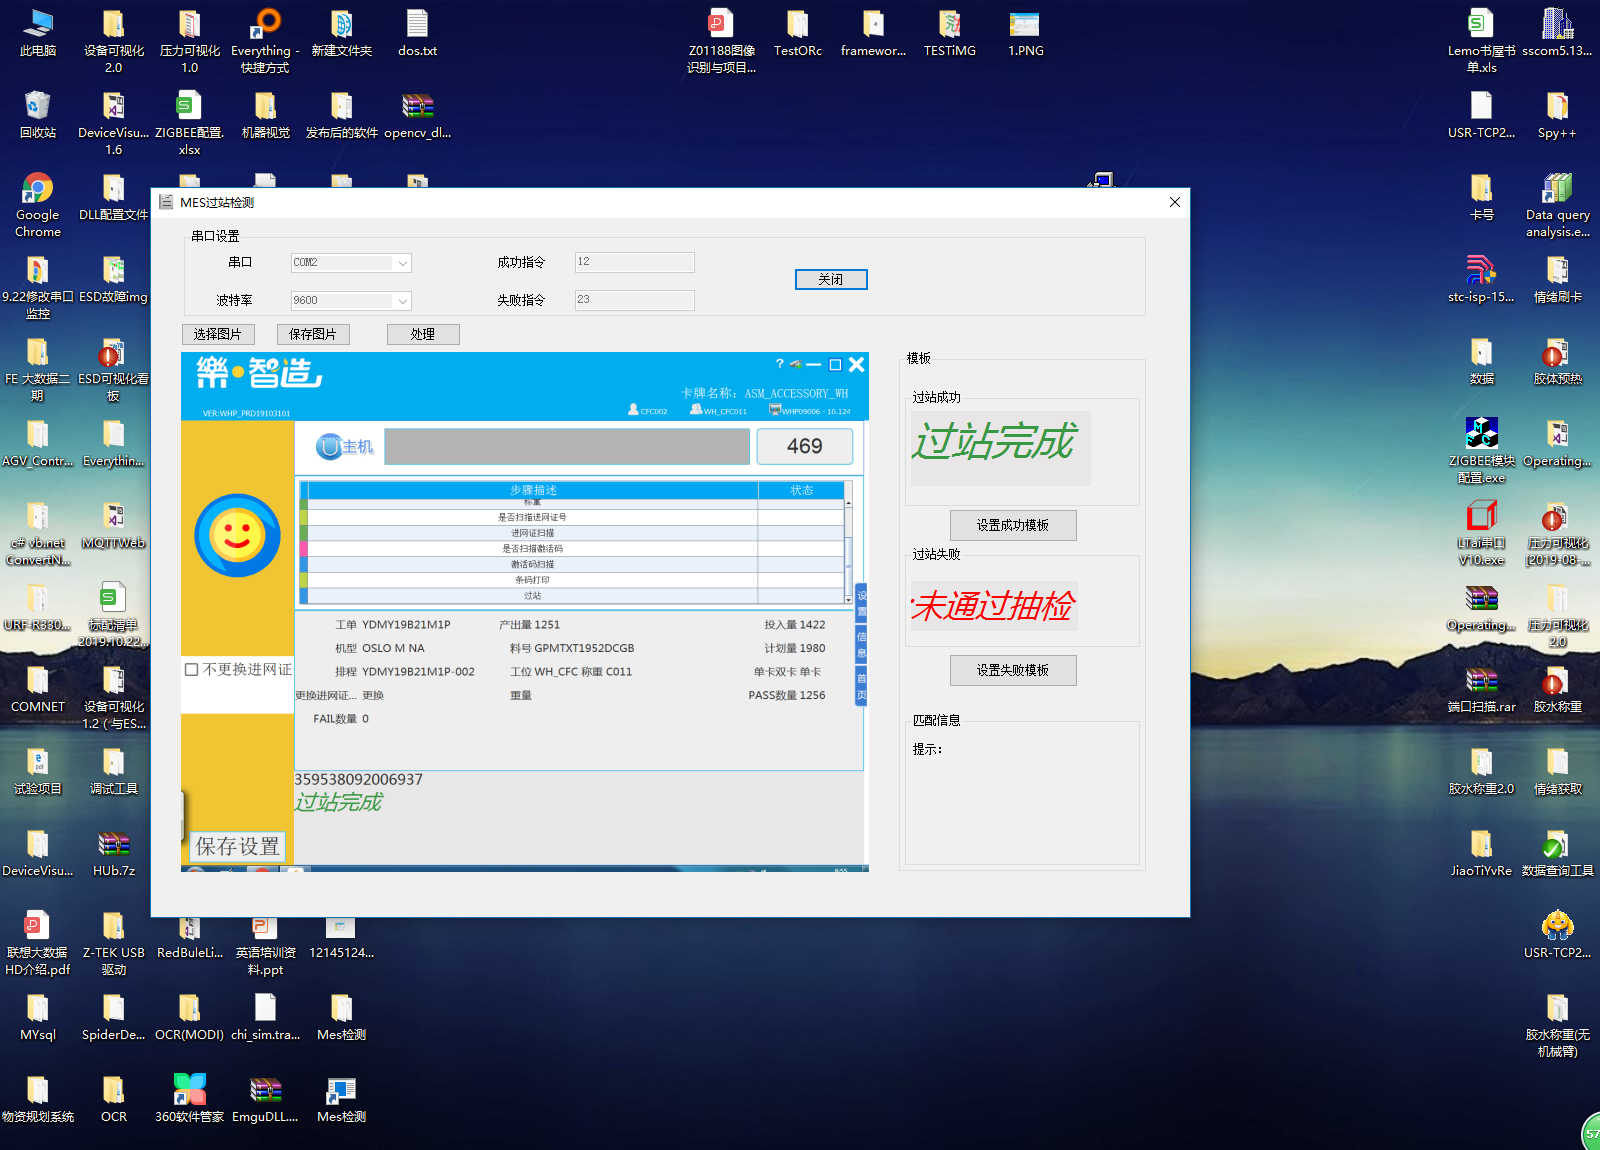 此电脑
设备可视化
2.0
压力可视化
1.0
Everything -
快捷方式
新建文件夹
dos.txt
Z01188图像
识别与项目...
TestORc
framewor...
TESTiMG
1.PNG
Lemo书屋书
单.xls
sscom5.13...
回收站
DeviceVisu...
1.6
ZIGBEE配置.
xlsx
机器视觉
发布后的软件
opencv_dl...
USR-TCP2...
Spy++
Google
Chrome
DLL配置文件
卡号
Data query
analysis.e...
9.22修改串口
监控
ESD故障img
stc-isp-15...
情绪刷卡
FE 大数据二
期
ESD可视化看
板
数据
胶体预热
AGV_Contr...
Everythin...
ZIGBEE模块
配置.exe
Operating...
c# vb.net
ConvertN...
MQTTWeb
LTai串口
V10.exe
压力可视化
[2019-08-...
URF-R330...
标配清单
2019.10.22...
Operating...
压力可视化
2.0
COMNET
设备可视化
1.2（与ES...
端口扫描.rar
胶水称重
试验项目
调试工具
胶水称重2.0
情绪获取
DeviceVisu...
HUb.7z
JiaoTiYvRe
数据查询工具
联想大数据
HD介绍.pdf
Z-TEK USB
驱动
RedBuleLi...
英语培训资
料.ppt
12145124...
USR-TCP2...
MYsql
SpiderDe...
OCR(MODI)
chi_sim.tra...
Mes检测
胶水称重(无
机械臂)
物资规划系统
OCR
360软件管家
EmguDLL....
Mes检测
57
MES过站检测
串口设置
串口 COM2 成功指令 12
关闭
波特率 9600 失败指令 23
选择图片 保存图片 处理
樂·智造
卡牌名称: ASM_ACCESSORY_WH
VER:WHP_PRD19103101
CFC002 WH_CFC011 WHP09006 - 10.124
主机 469
步骤描述 状态
称重
是否扫描进网证号
进网证扫描
是否扫描激活码
激活码扫描
条码打印
过站
设置
信息
首页
工单 YDMY19B21M1P 产出量 1251 投入量 1422
机型 OSLO M NA 料号 GPMTXT1952DCGB 计划量 1980
排程 YDMY19B21M1P-002 工位 WH_CFC 称重 C011 单卡双卡 单卡
更换进网证... 更换 重量 PASS数量 1256
FAIL数量 0
不更换进网证
359538092006937
过站完成
保存设置
模板
过站成功
过站完成
设置成功模板
过站失败
未通过抽检
设置失败模板
匹配信息
提示：